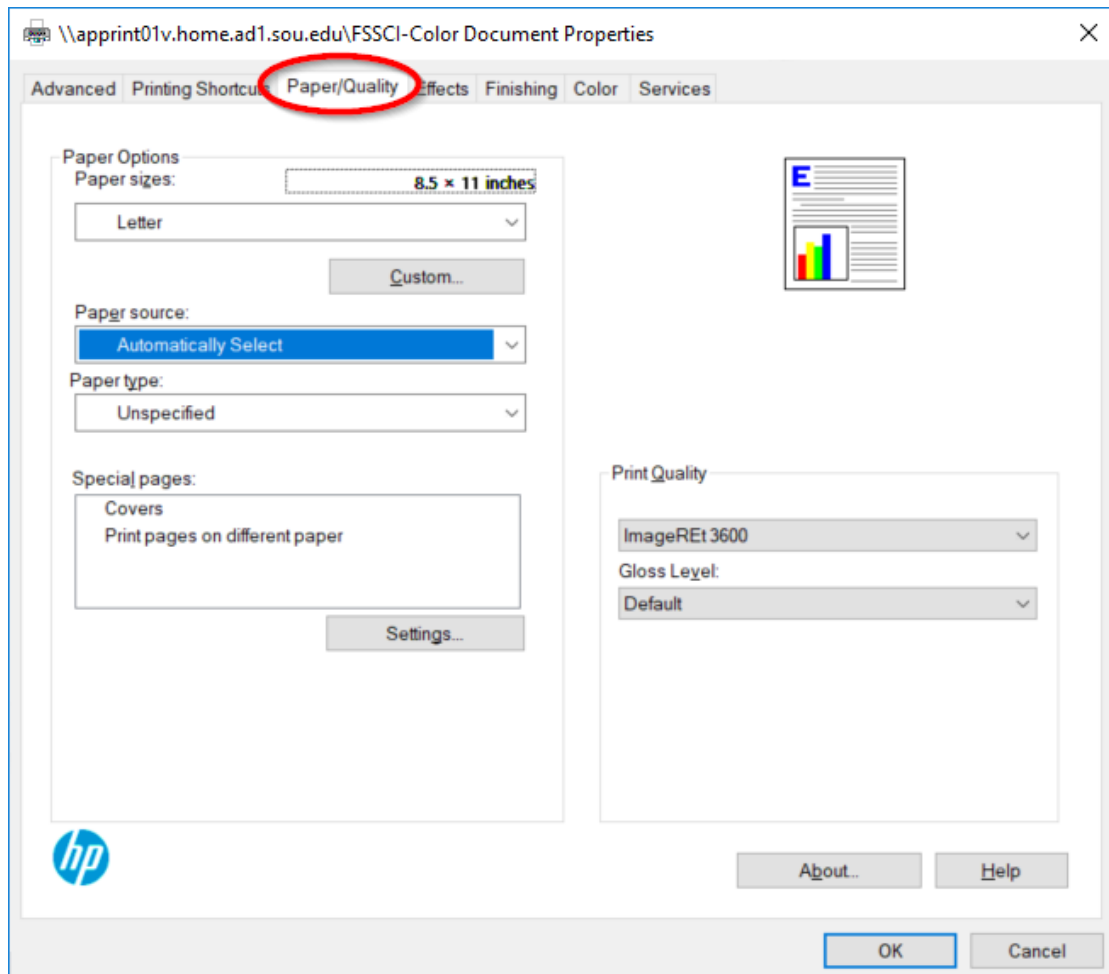 \\apprint01v.home.ad1.sou.edu\FSSCI-Color Document Properties
Advanced Printing Paper/Quality Effects Finishing Color Services
Paper Options
Paper sizes: 8.5 × 11 inches
E
Letter
Custom...
Paper source:
Automatically Select
Paper type:
Unspecified
Special pages:
Covers
Print pages on different paper
Settings...
Print Quality
ImageREt 3600
Gloss Level:
Default
hp
About...
Help
OK
Cancel